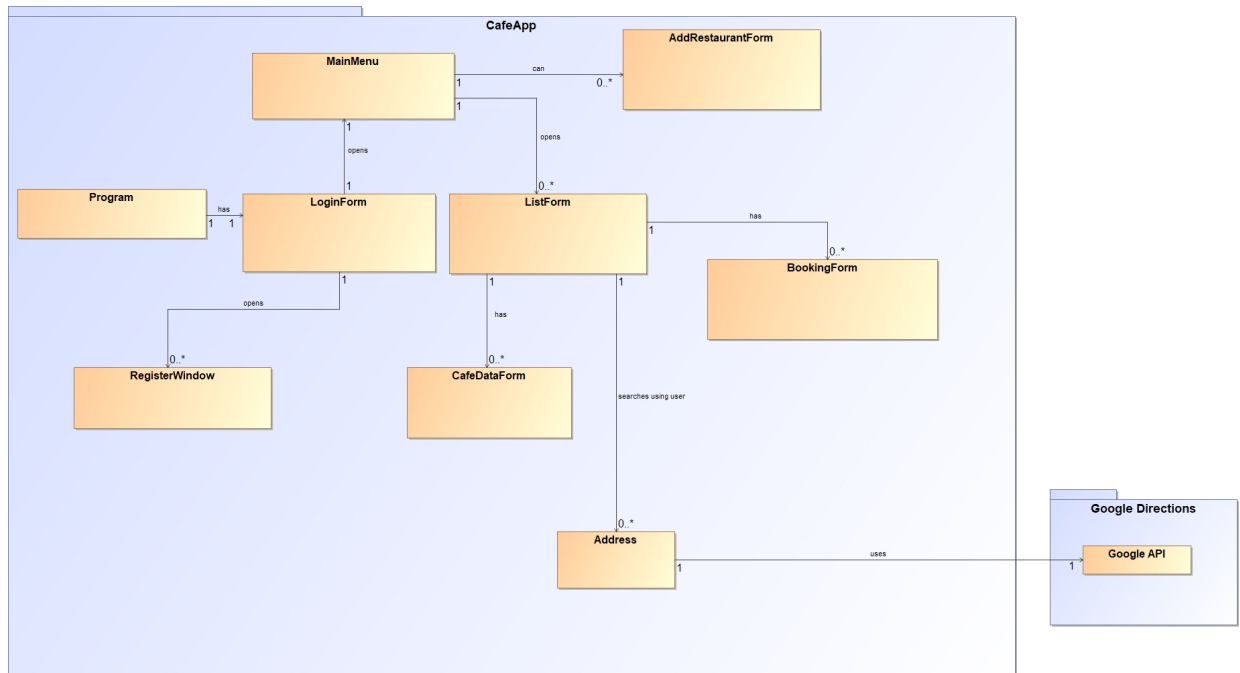 CafeApp
AddRestaurantForm
MainMenu
can
1
0..*
1
opens
1
opens
1
0..*
Program
LoginForm
ListForm
has
1
1
has
1
0..*
BookingForm
1
1
1
opens
has
0..*
0..*
RegisterWindow
CafeDataForm
searches using user
0..*
Address
uses
1
1
Google Directions
Google API